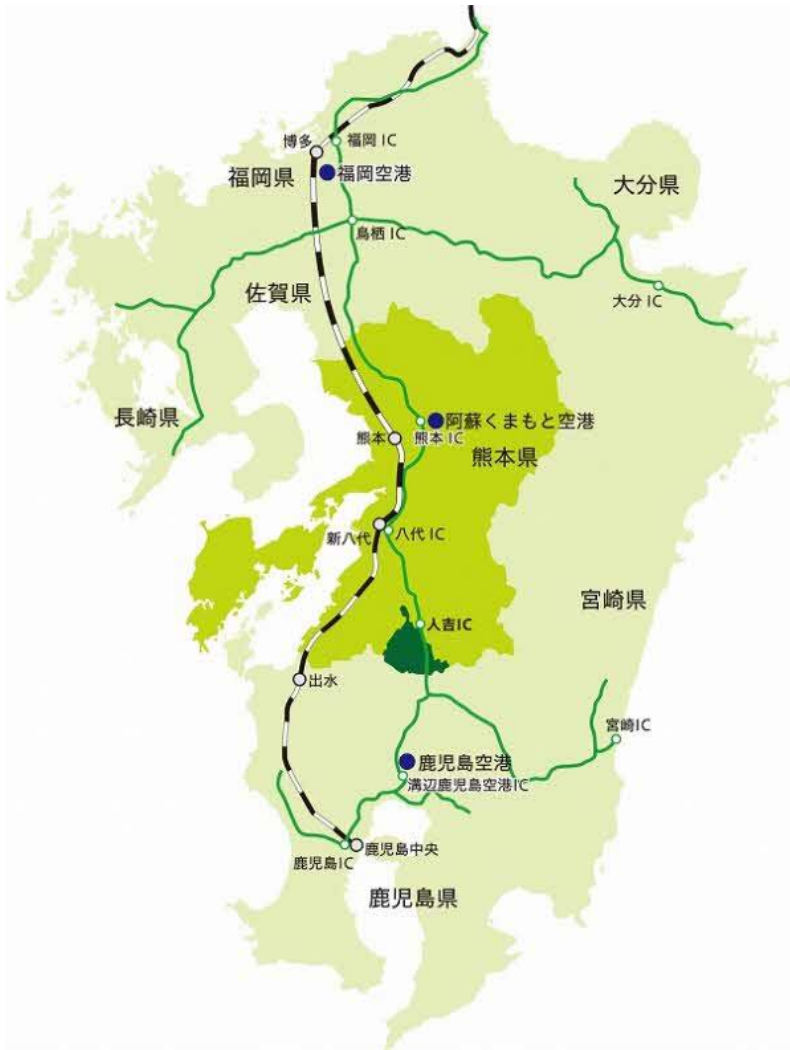 博多
福岡 IC
福岡県
福岡空港
大分県
鳥栖 IC
佐賀県
大分 IC
長崎県
阿蘇くまもと空港
熊本
熊本 IC
熊本県
新八代
八代 IC
宮崎県
人吉IC
出水
宮崎IC
鹿児島空港
溝辺鹿児島空港IC
鹿児島IC
鹿児島中央
鹿児島県